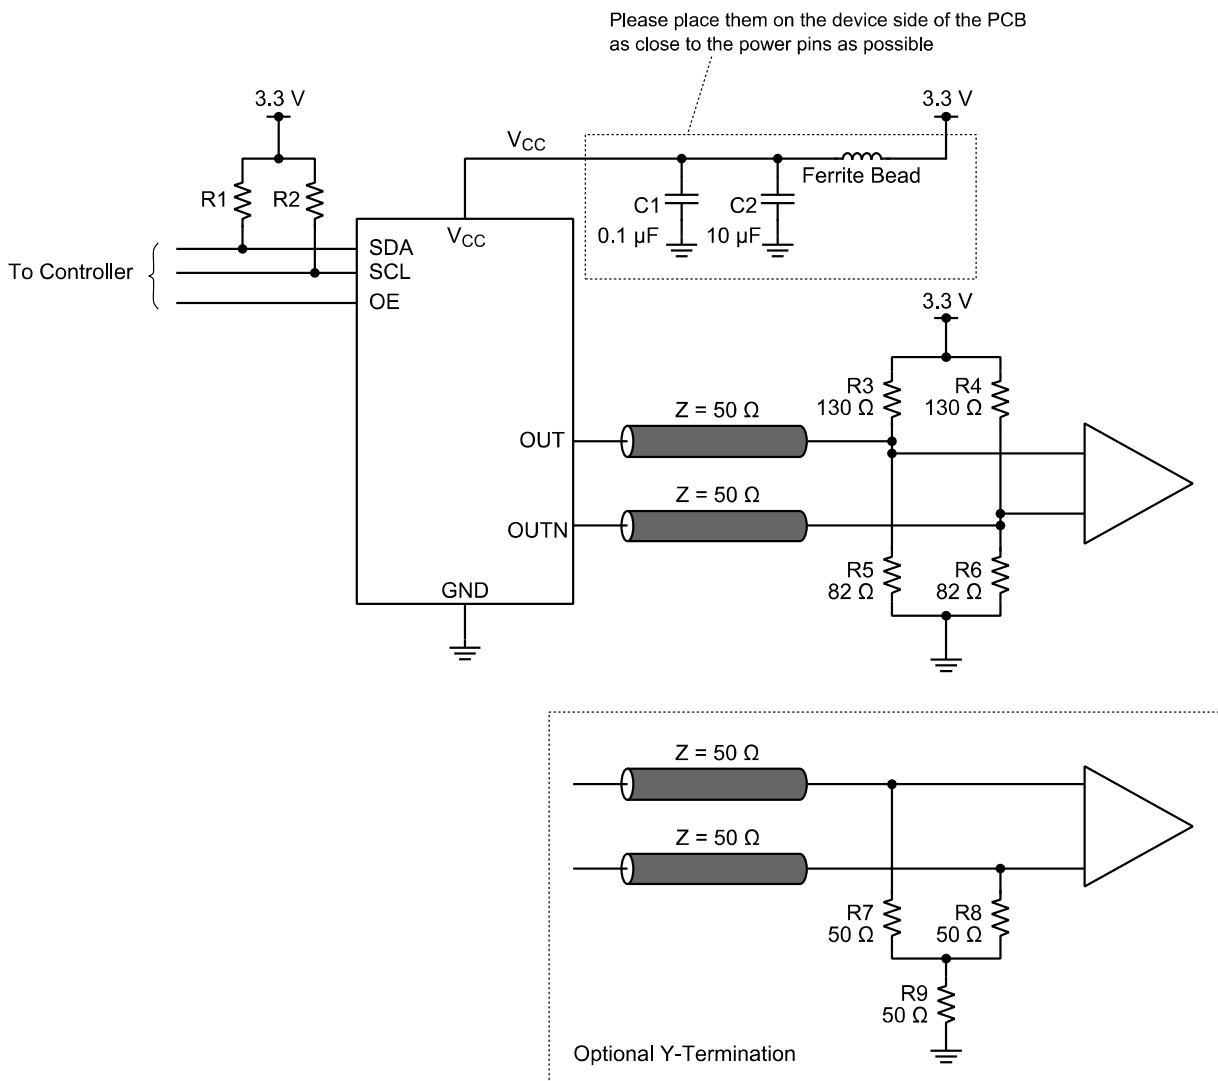 Please place them on the device side of the PCB
as close to the power pins as possible
3.3 V
3.3 V
VCC
R1
R2
Ferrite Bead
C1
0.1 µF
C2
10 µF
VCC
SDA
SCL
OE
To Controller
3.3 V
R3
130 Ω
R4
130 Ω
Z = 50 Ω
OUT
Z = 50 Ω
OUTN
R5
82 Ω
R6
82 Ω
GND
Z = 50 Ω
Z = 50 Ω
R7
50 Ω
R8
50 Ω
R9
50 Ω
Optional Y-Termination